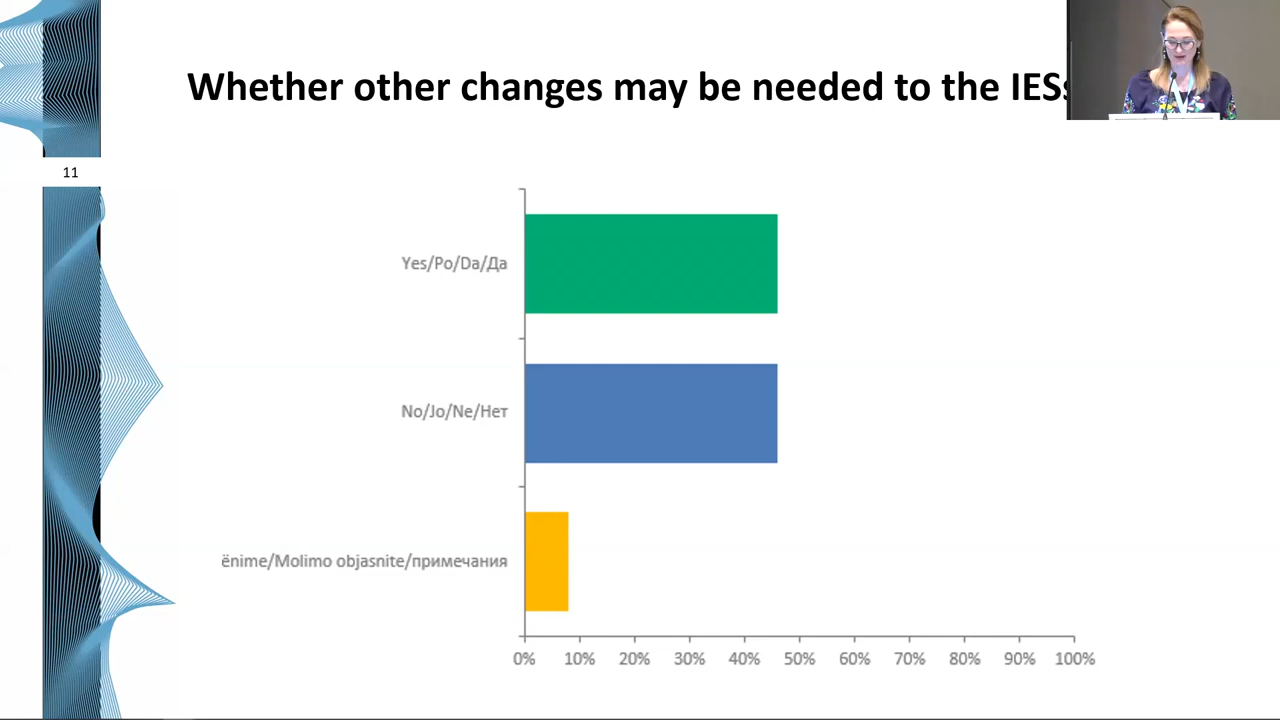 Whether other changes may be needed to the IESs
11
Yes/Po/Da/Да
No/Jo/Ne/Нет
ënime/Molimo objasnite/примечания
0% 10% 20% 30% 40% 50% 60% 70% 80% 90% 100%